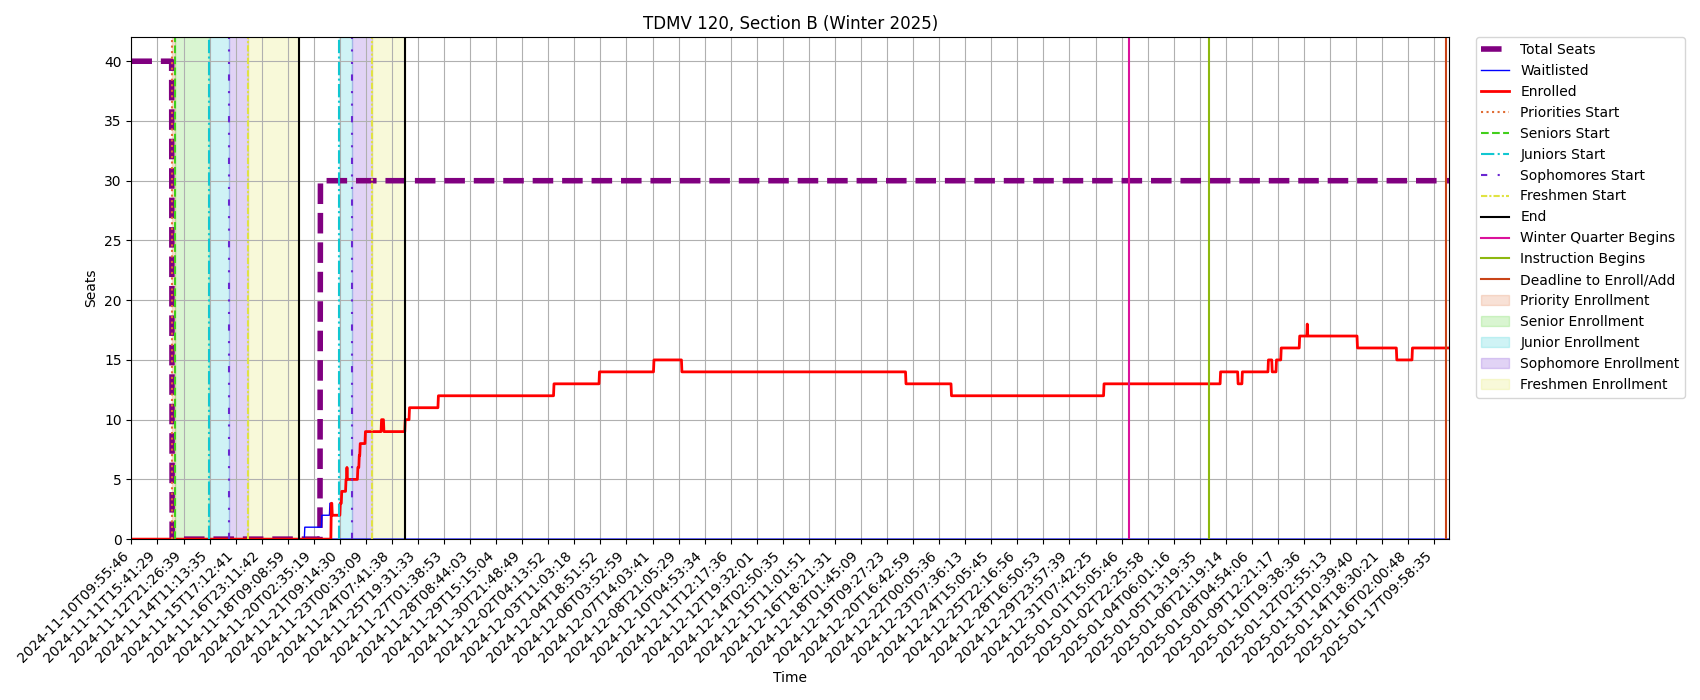 TDMV 120, Section B (Winter 2025)
Seats
40
35
30
25
20
15
10
5
0
2024-11-10T09:55:46
2024-11-11T15:41:29
2024-11-12T21:26:39
2024-11-14T11:13:35
2024-11-15T17:12:41
2024-11-16T23:11:42
2024-11-18T09:08:59
2024-11-20T02:35:19
2024-11-21T09:14:30
2024-11-23T00:33:09
2024-11-24T07:41:38
2024-11-25T19:31:33
2024-11-27T01:38:53
2024-11-28T08:44:03
2024-11-29T15:15:04
2024-11-30T21:48:49
2024-12-02T04:13:52
2024-12-03T11:03:18
2024-12-04T18:51:52
2024-12-06T03:52:59
2024-12-07T14:03:41
2024-12-08T21:05:29
2024-12-10T04:53:34
2024-12-11T12:17:36
2024-12-12T19:32:01
2024-12-14T02:50:35
2024-12-15T11:01:51
2024-12-16T18:21:31
2024-12-18T01:45:09
2024-12-19T09:27:23
2024-12-20T16:42:59
2024-12-22T00:05:36
2024-12-23T07:36:13
2024-12-24T15:05:45
2024-12-25T22:16:56
2024-12-28T16:50:53
2024-12-29T23:57:39
2024-12-31T07:42:25
2025-01-01T15:05:46
2025-01-02T22:25:58
2025-01-04T06:01:16
2025-01-05T13:19:35
2025-01-06T21:19:14
2025-01-08T04:54:06
2025-01-09T12:21:17
2025-01-10T19:38:36
2025-01-12T02:55:13
2025-01-13T10:39:40
2025-01-14T18:30:21
2025-01-16T02:00:48
2025-01-17T09:58:35
Time
Total Seats
Waitlisted
Enrolled
Priorities Start
Seniors Start
Juniors Start
Sophomores Start
Freshmen Start
End
Winter Quarter Begins
Instruction Begins
Deadline to Enroll/Add
Priority Enrollment
Senior Enrollment
Junior Enrollment
Sophomore Enrollment
Freshmen Enrollment